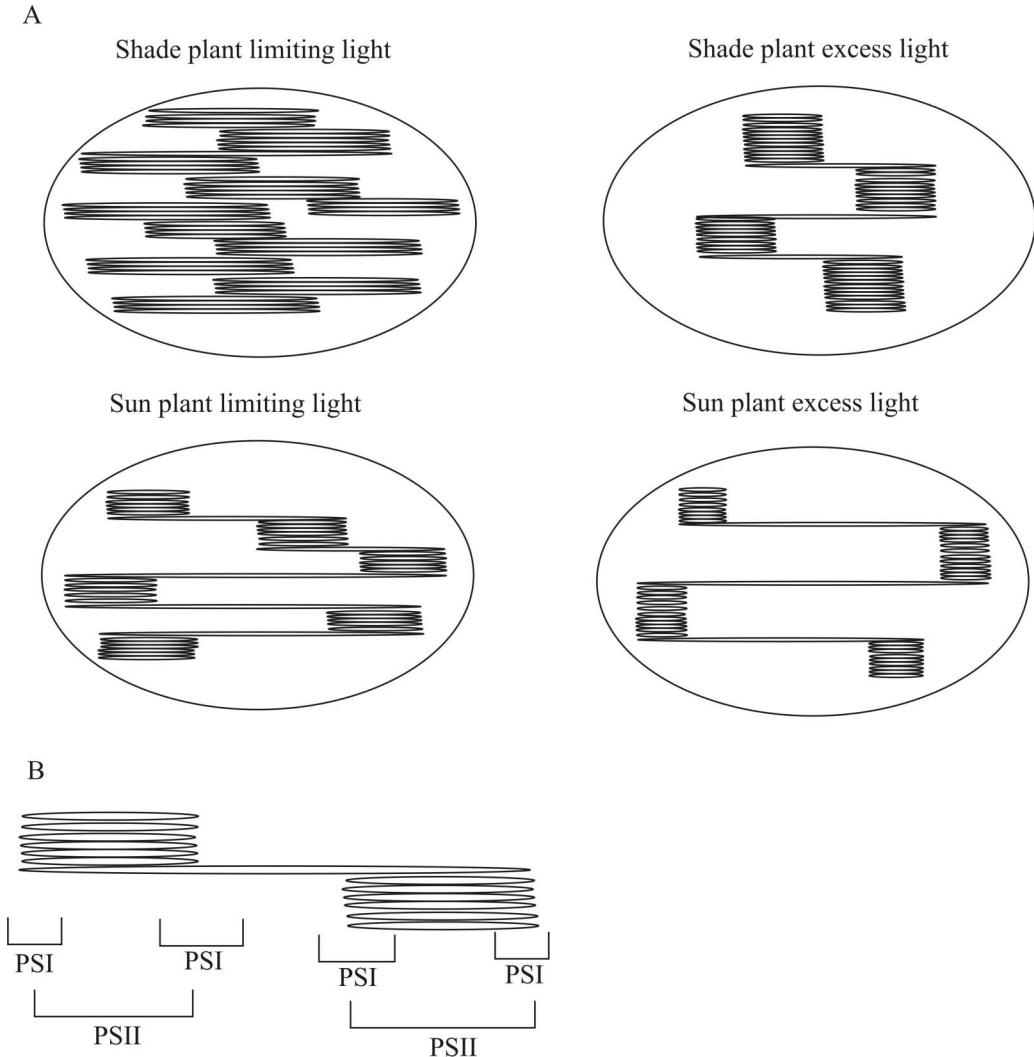 A
Shade plant limiting light
Shade plant excess light
Sun plant limiting light
Sun plant excess light
B
PSI
PSI
PSI
PSI
PSII
PSII